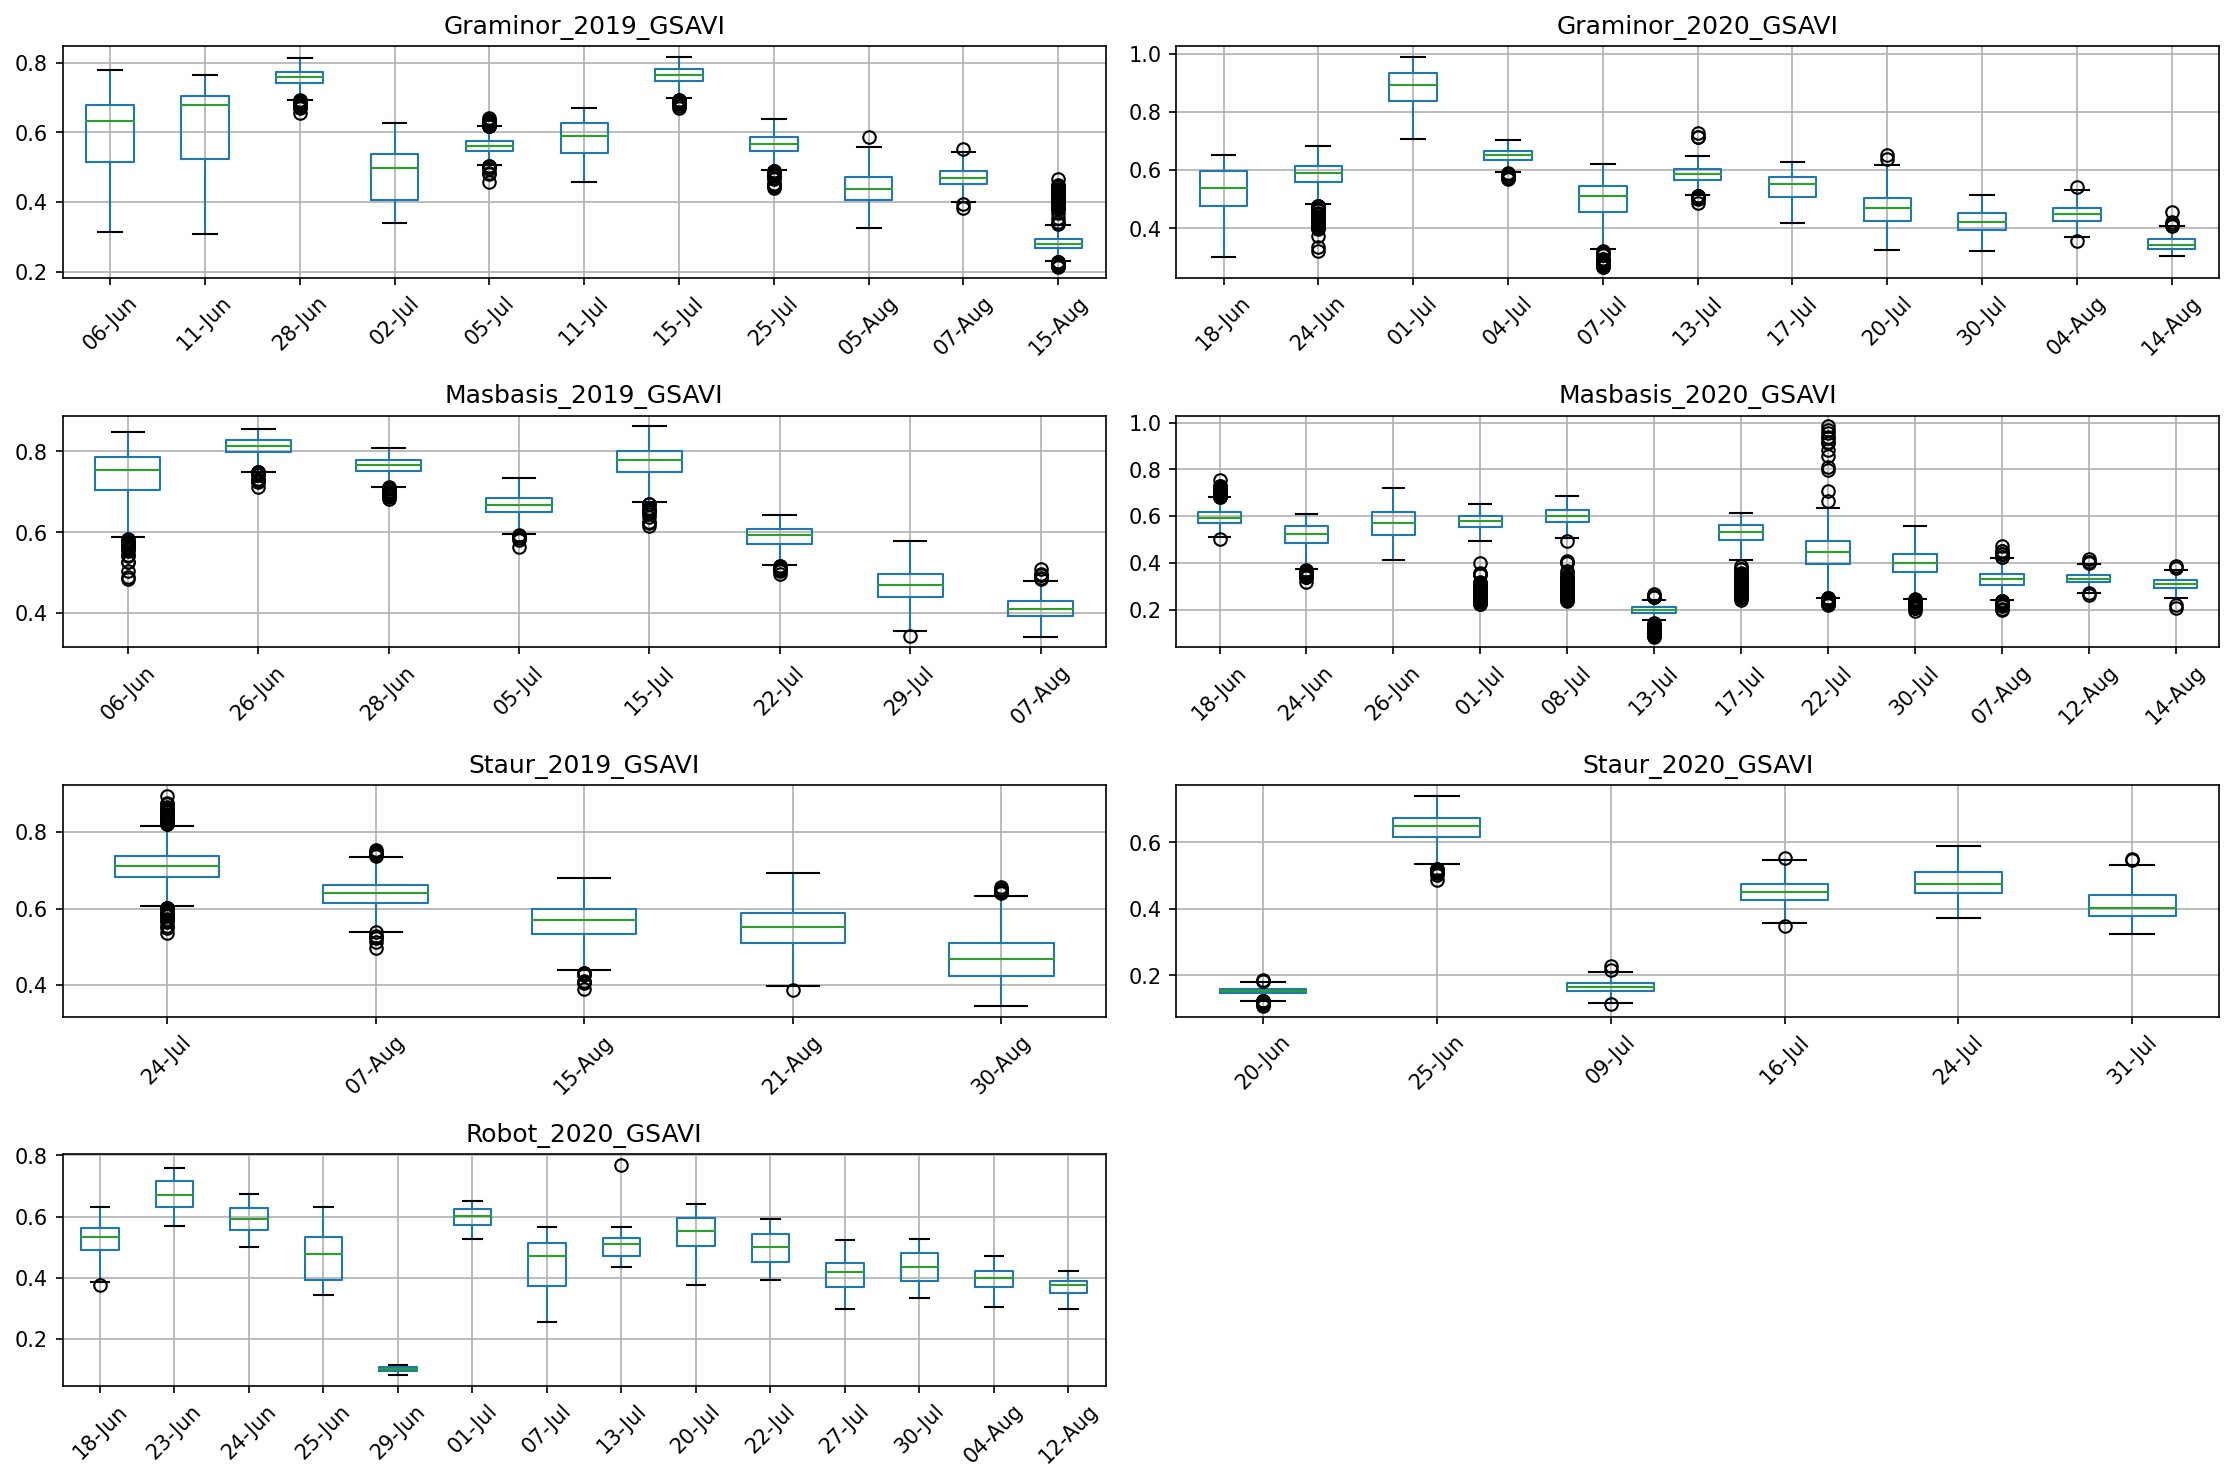 Graminor_2019_GSAVI
0.8
0.6
0.4
0.2
06-Jun 11-Jun 28-Jun 02-Jul 05-Jul 11-Jul 15-Jul 25-Jul 05-Aug 07-Aug 15-Aug
Graminor_2020_GSAVI
1.0
0.8
0.6
0.4
18-Jun 24-Jun 01-Jul 04-Jul 07-Jul 13-Jul 17-Jul 20-Jul 30-Jul 04-Aug 14-Aug
Masbasis_2019_GSAVI
0.8
0.6
0.4
06-Jun 26-Jun 28-Jun 05-Jul 15-Jul 22-Jul 29-Jul 07-Aug
Masbasis_2020_GSAVI
1.0
0.8
0.6
0.4
0.2
18-Jun 24-Jun 26-Jun 01-Jul 08-Jul 13-Jul 17-Jul 22-Jul 30-Jul 07-Aug 12-Aug 14-Aug
Staur_2019_GSAVI
0.8
0.6
0.4
24-Jul 07-Aug 15-Aug 21-Aug 30-Aug
Staur_2020_GSAVI
0.6
0.4
0.2
20-Jun 25-Jun 09-Jul 16-Jul 24-Jul 31-Jul
Robot_2020_GSAVI
0.8
0.6
0.4
0.2
18-Jun 23-Jun 24-Jun 25-Jun 29-Jun 01-Jul 07-Jul 13-Jul 20-Jul 22-Jul 27-Jul 30-Jul 04-Aug 12-Aug